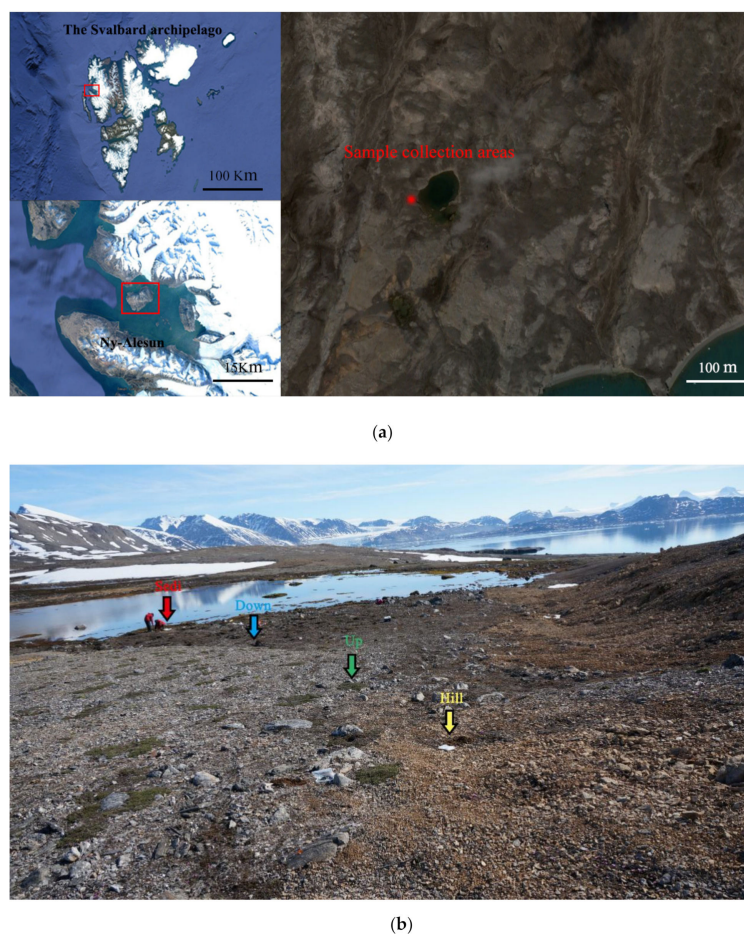 The Svalbard archipelago
100 Km
Sample collection areas
Ny-Alesun
15Km
100 m
(a)
Sedi
Down
Up
Hill
(b)